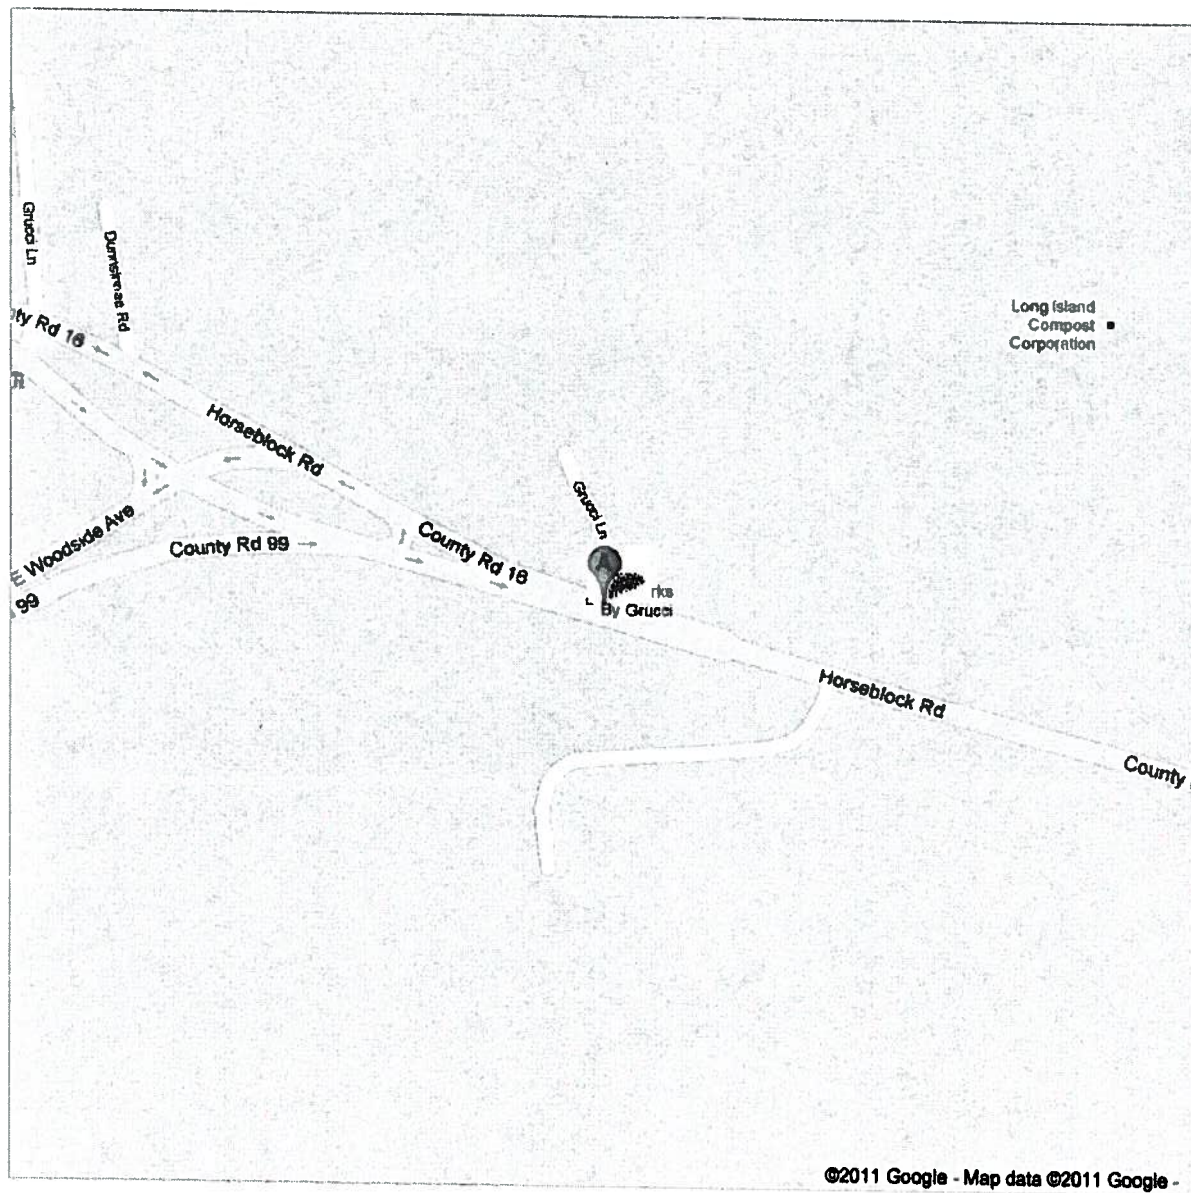 Grucci Ln
Rd
ty Rd 16
Long Island
Compost
Corporation
Horseblock Rd
Grucci Ln
E Woodside Ave
County Rd 99
County Rd 16
99
rks
By Grucci
Horseblock Rd
County
©2011 Google - Map data ©2011 Google -